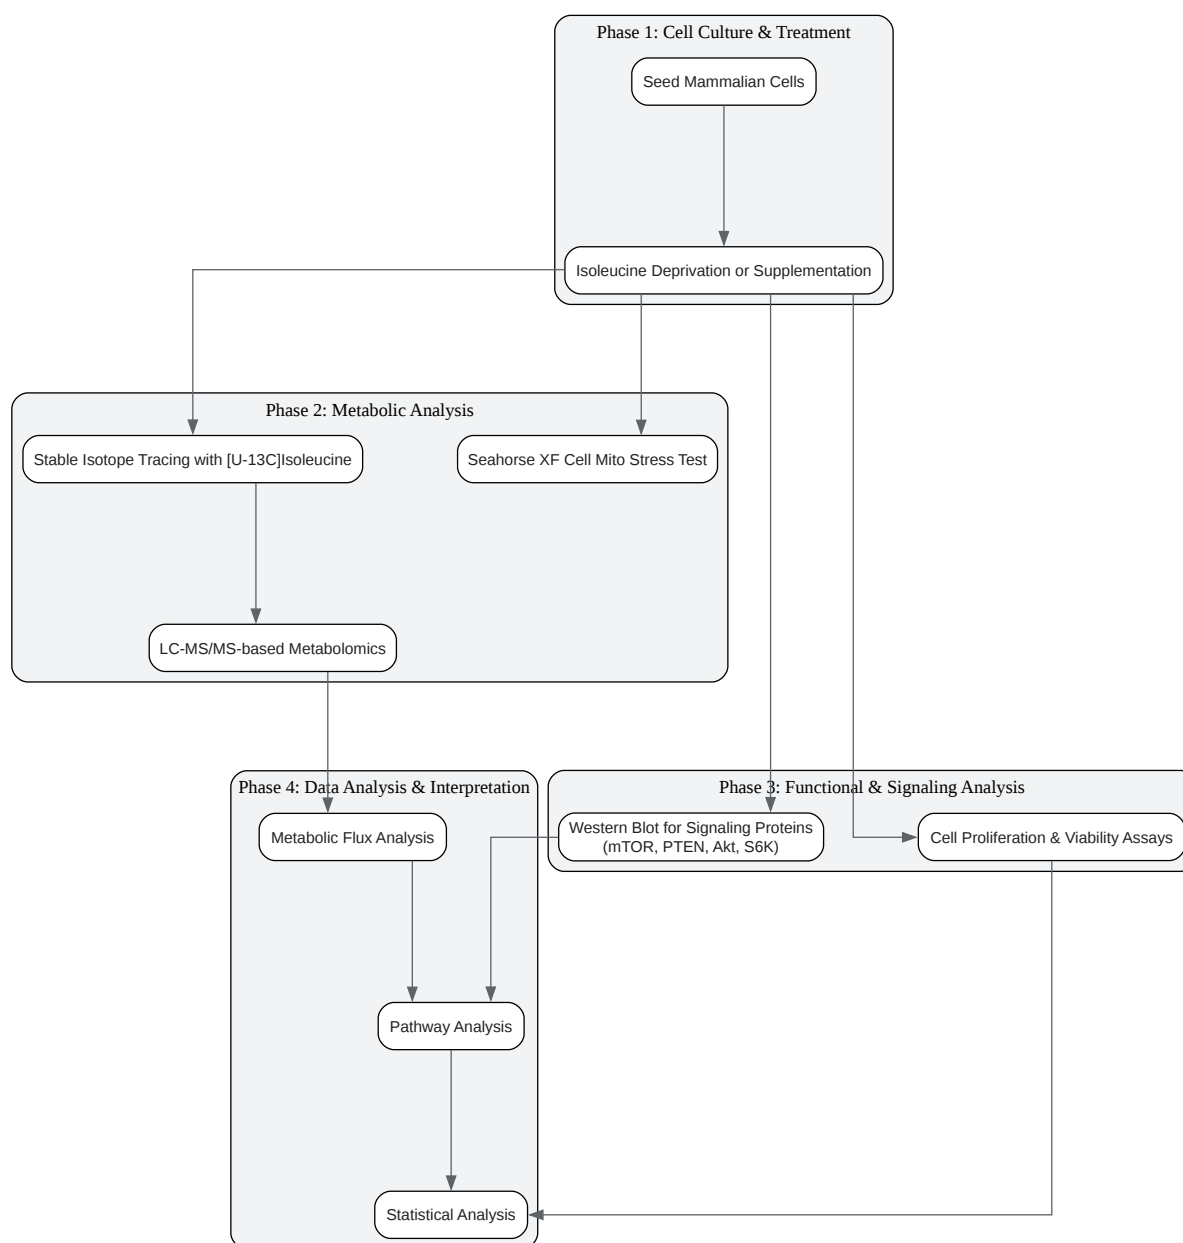 Phase 1: Cell Culture & Treatment
Seed Mammalian Cells
Isoleucine Deprivation or Supplementation
Phase 2: Metabolic Analysis
Stable Isotope Tracing with [U-13C]Isoleucine
Seahorse XF Cell Mito Stress Test
LC-MS/MS-based Metabolomics
Phase 4: Data Analysis & Interpretation
Phase 3: Functional & Signaling Analysis
Metabolic Flux Analysis
Western Blot for Signaling Proteins
(mTOR, PTEN, Akt, S6K)
Cell Proliferation & Viability Assays
Pathway Analysis
Statistical Analysis